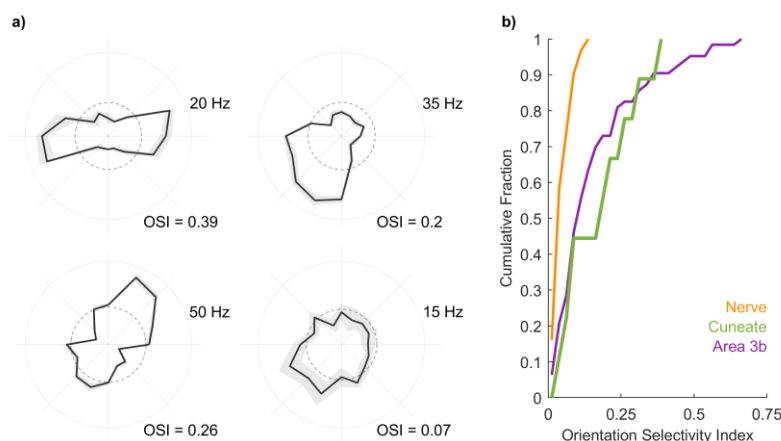 a)
20 Hz
OSI = 0.39
35 Hz
OSI = 0.2
50 Hz
OSI = 0.26
15 Hz
OSI = 0.07
b)
Cumulative Fraction
1
0.9
0.8
0.7
0.6
0.5
0.4
0.3
0.2
0.1
0
Nerve
Cuneate
Area 3b
0 0.25 0.5 0.75
Orientation Selectivity Index